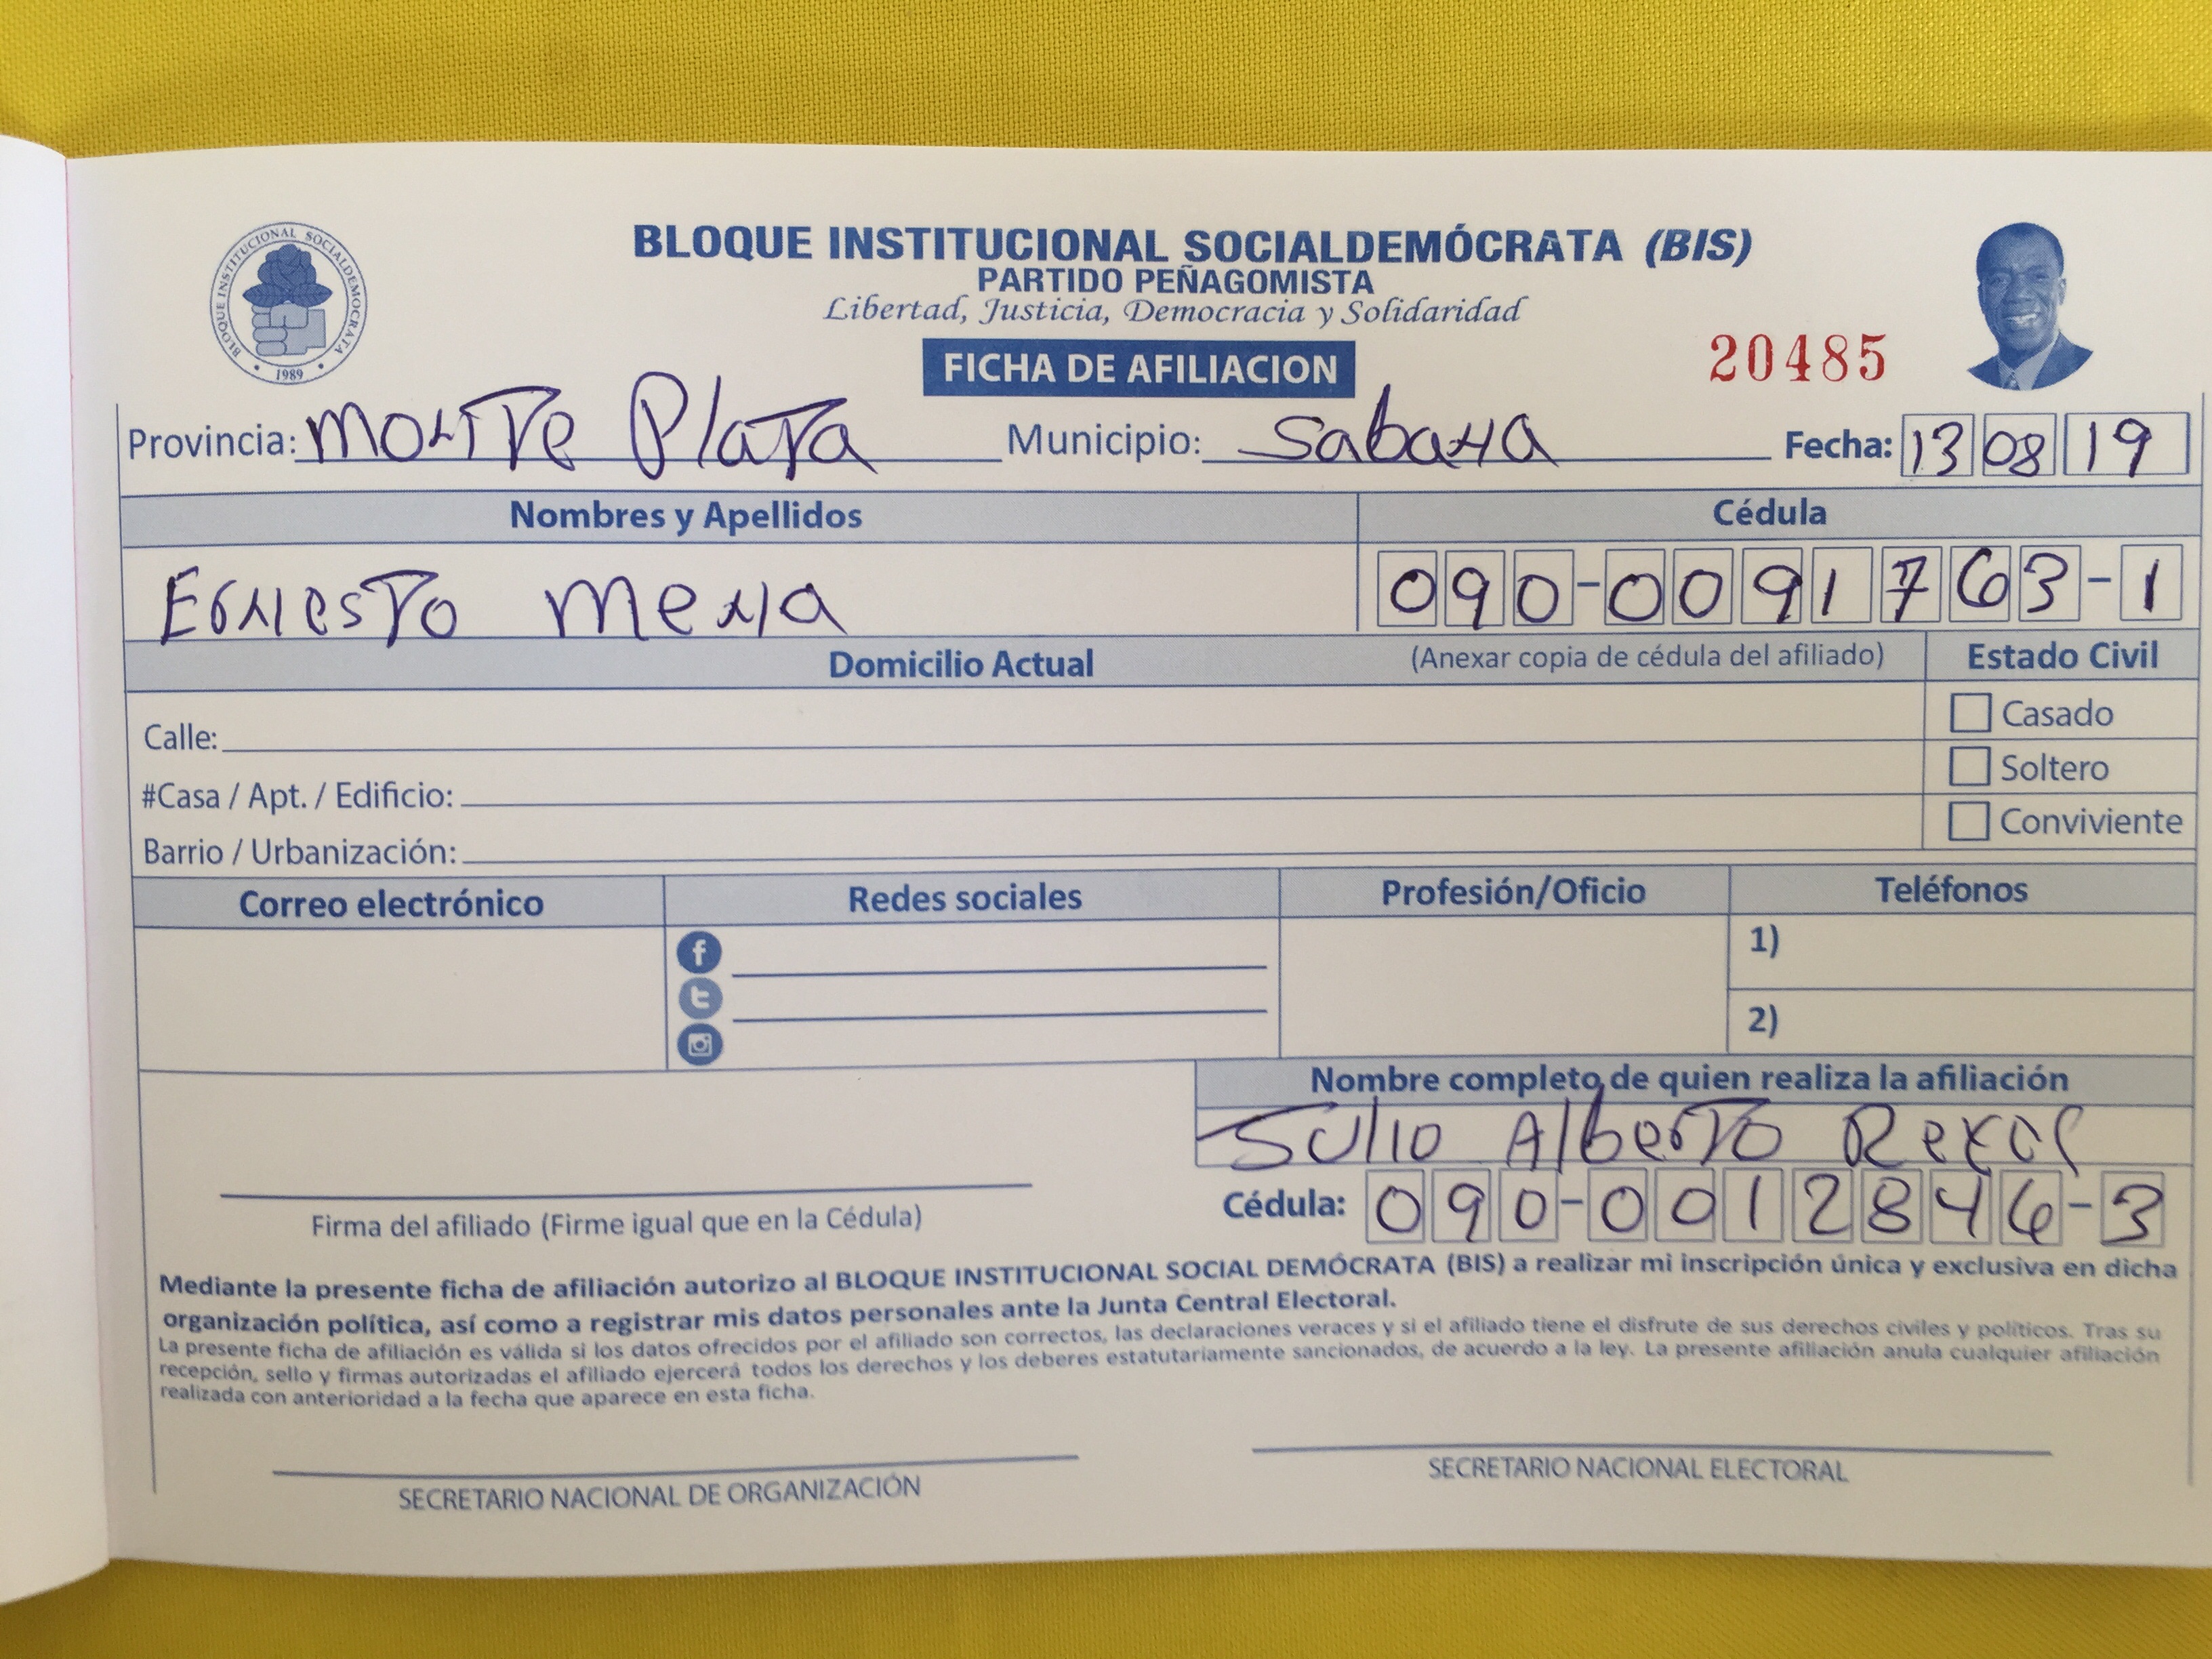 BLOQUE INSTITUCIONAL SOCIALDEMÓCRATA (BIS)
PARTIDO PEÑAGOMISTA
Libertad, Justicia, Democracia y Solidaridad
BLOQUE INSTITUCIONAL SOCIALDEMOCRATA
1989
FICHA DE AFILIACION
20485
Provincia: Monte Plata Municipio: Sabana Fecha: 13 08 19
Nombres y Apellidos Cédula
Ernesto mena 090-0091763-1
Domicilio Actual (Anexar copia de cédula del afiliado) Estado Civil
Calle: Casado
#Casa / Apt. / Edificio: Soltero
Barrio / Urbanización: Conviviente
Correo electrónico Redes sociales Profesión/Oficio Teléfonos
1)
2)
Nombre completo de quien realiza la afiliación
Julio Alberto
Cédula: 090-0012846-3
Firma del afiliado (Firme igual que en la Cédula)
Mediante la presente ficha de afiliación autorizo al BLOQUE INSTITUCIONAL SOCIAL DEMÓCRATA (BIS) a realizar mi inscripción única y exclusiva en dicha
organización política, así como a registrar mis datos personales ante la Junta Central Electoral.
La presente ficha de afiliación es válida si los datos ofrecidos por el afiliado son correctos, las declaraciones veraces y si el afiliado tiene el disfrute de sus derechos civiles y políticos. Tras su
recepción, sello y firmas autorizadas el afiliado ejercerá todos los derechos y los deberes estatutariamente sancionados, de acuerdo a la ley. La presente afiliación anula cualquier afiliación
realizada con anterioridad a la fecha que aparece en esta ficha.
SECRETARIO NACIONAL DE ORGANIZACIÓN SECRETARIO NACIONAL ELECTORAL